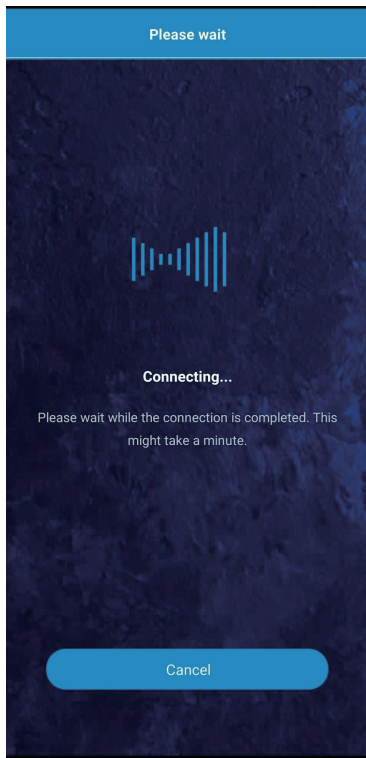 Please wait
Connecting...
Please wait while the connection is completed. This
might take a minute.
Cancel